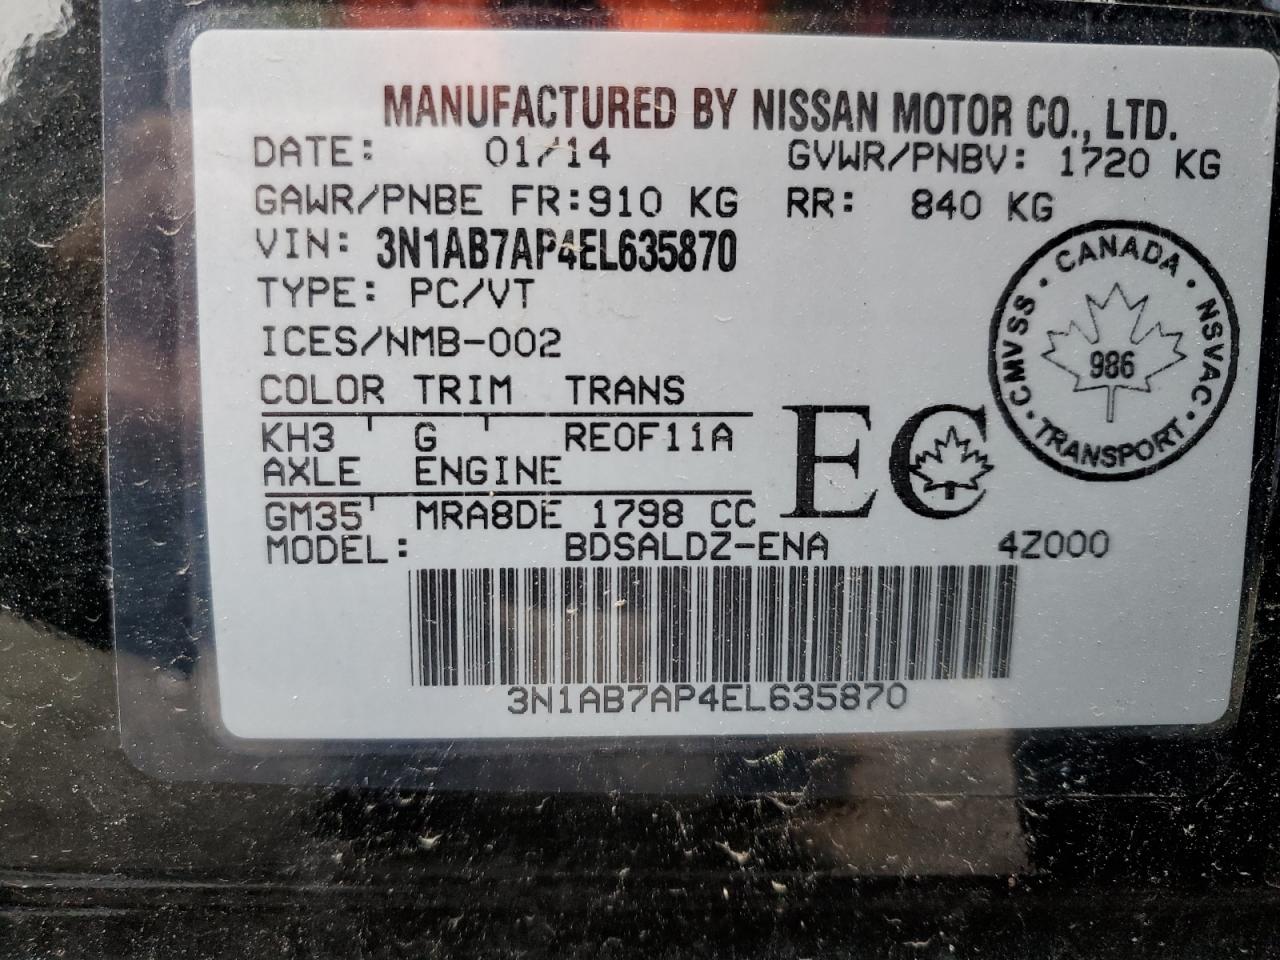 MANUFACTURED BY NISSAN MOTOR CO., LTD.
DATE: 01/14 GVWR/PNBV: 1720 KG
GAWR/PNBE FR:910 KG RR: 840 KG
VIN: 3N1AB7AP4EL635870
TYPE: PC/VT
ICES/NMB-002
COLOR TRIM TRANS
KH3 G RE0F11A
AXLE ENGINE
GM35 MRA8DE 1798 CC
MODEL: BDSALDZ-ENA 4Z000
3N1AB7AP4EL635870
EC
CANADA · NSVAC · TRANSPORT · CMVSS ·
986